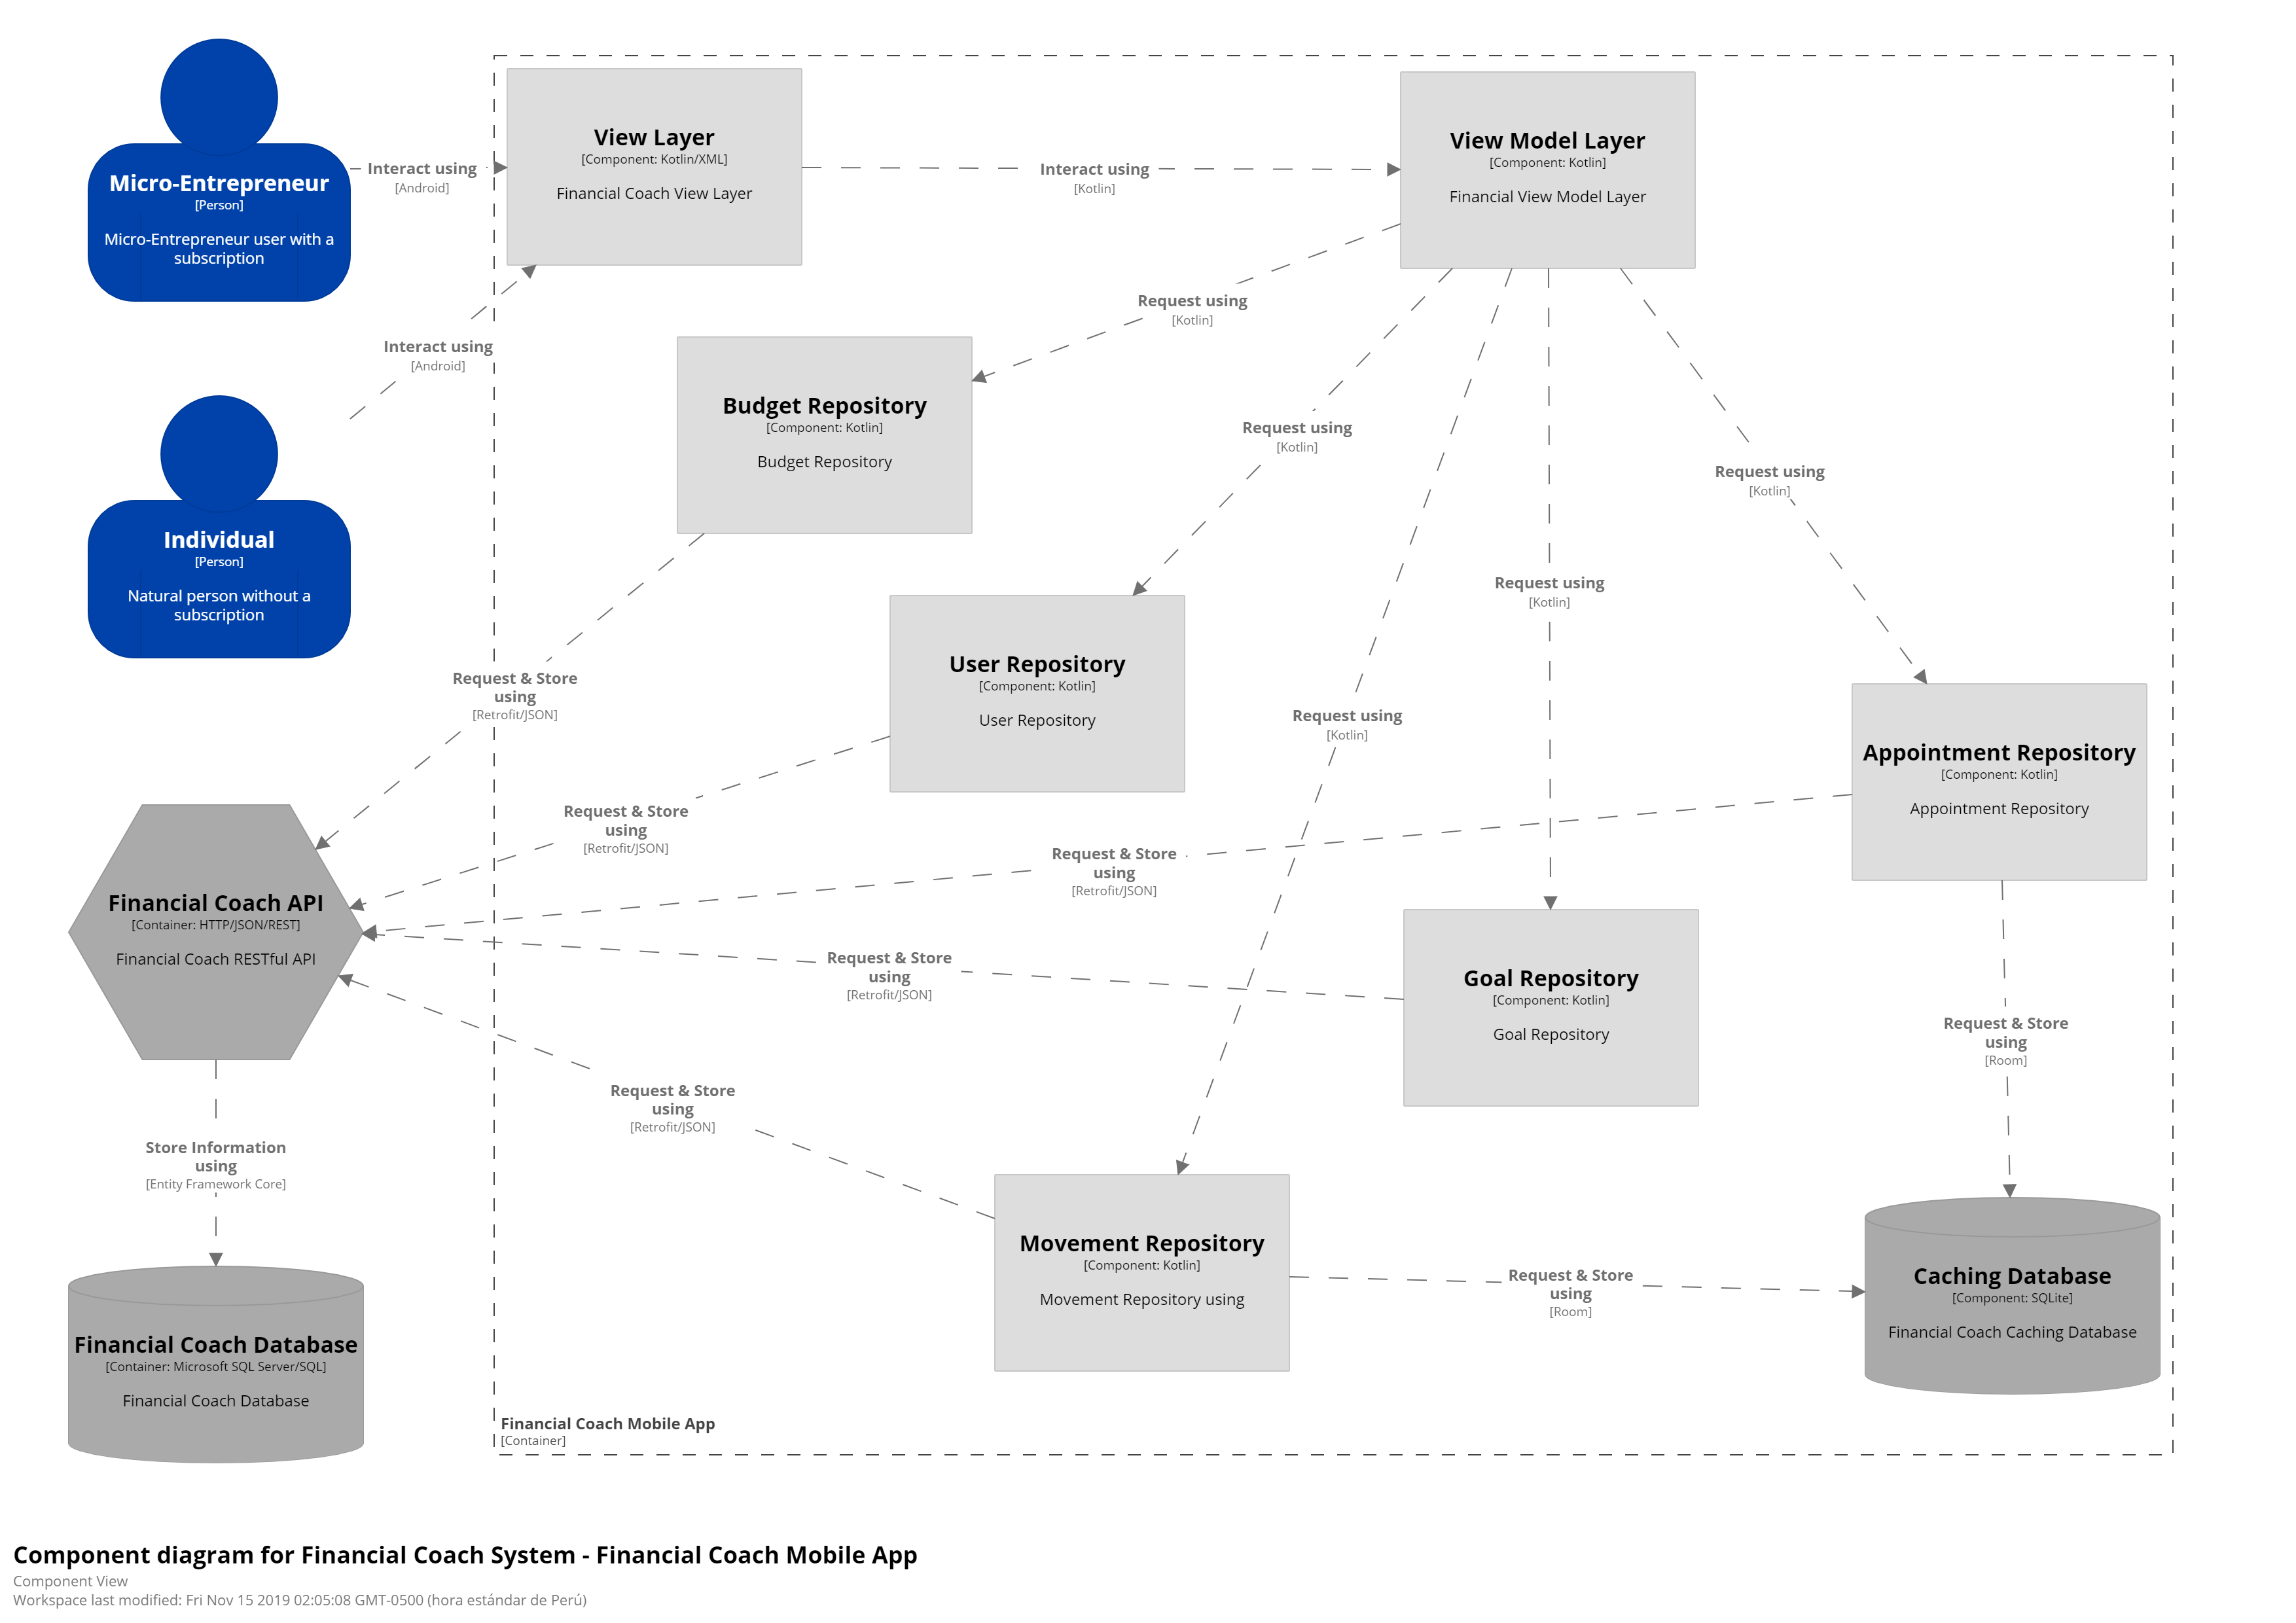 Micro-Entrepreneur
[Person]
Micro-Entrepreneur user with a
subscription
Interact using
[Android]
View Layer
[Component: Kotlin/XML]
Financial Coach View Layer
Interact using
[Kotlin]
View Model Layer
[Component: Kotlin]
Financial View Model Layer
Interact using
[Android]
Request using
[Kotlin]
Budget Repository
[Component: Kotlin]
Budget Repository
Request using
[Kotlin]
Request using
[Kotlin]
Individual
[Person]
Natural person without a
subscription
Request using
[Kotlin]
Request & Store
using
[Retrofit/JSON]
User Repository
[Component: Kotlin]
User Repository
Request using
[Kotlin]
Appointment Repository
[Component: Kotlin]
Appointment Repository
Request & Store
using
[Retrofit/JSON]
Request & Store
using
[Retrofit/JSON]
Financial Coach API
[Container: HTTP/JSON/REST]
Financial Coach RESTful API
Request & Store
using
[Retrofit/JSON]
Goal Repository
[Component: Kotlin]
Goal Repository
Request & Store
using
[Room]
Request & Store
using
[Retrofit/JSON]
Store Information
using
[Entity Framework Core]
Movement Repository
[Component: Kotlin]
Movement Repository using
Request & Store
using
[Room]
Caching Database
[Component: SQLite]
Financial Coach Caching Database
Financial Coach Database
[Container: Microsoft SQL Server/SQL]
Financial Coach Database
Financial Coach Mobile App
[Container]
Component diagram for Financial Coach System - Financial Coach Mobile App
Component View
Workspace last modified: Fri Nov 15 2019 02:05:08 GMT-0500 (hora estándar de Perú)